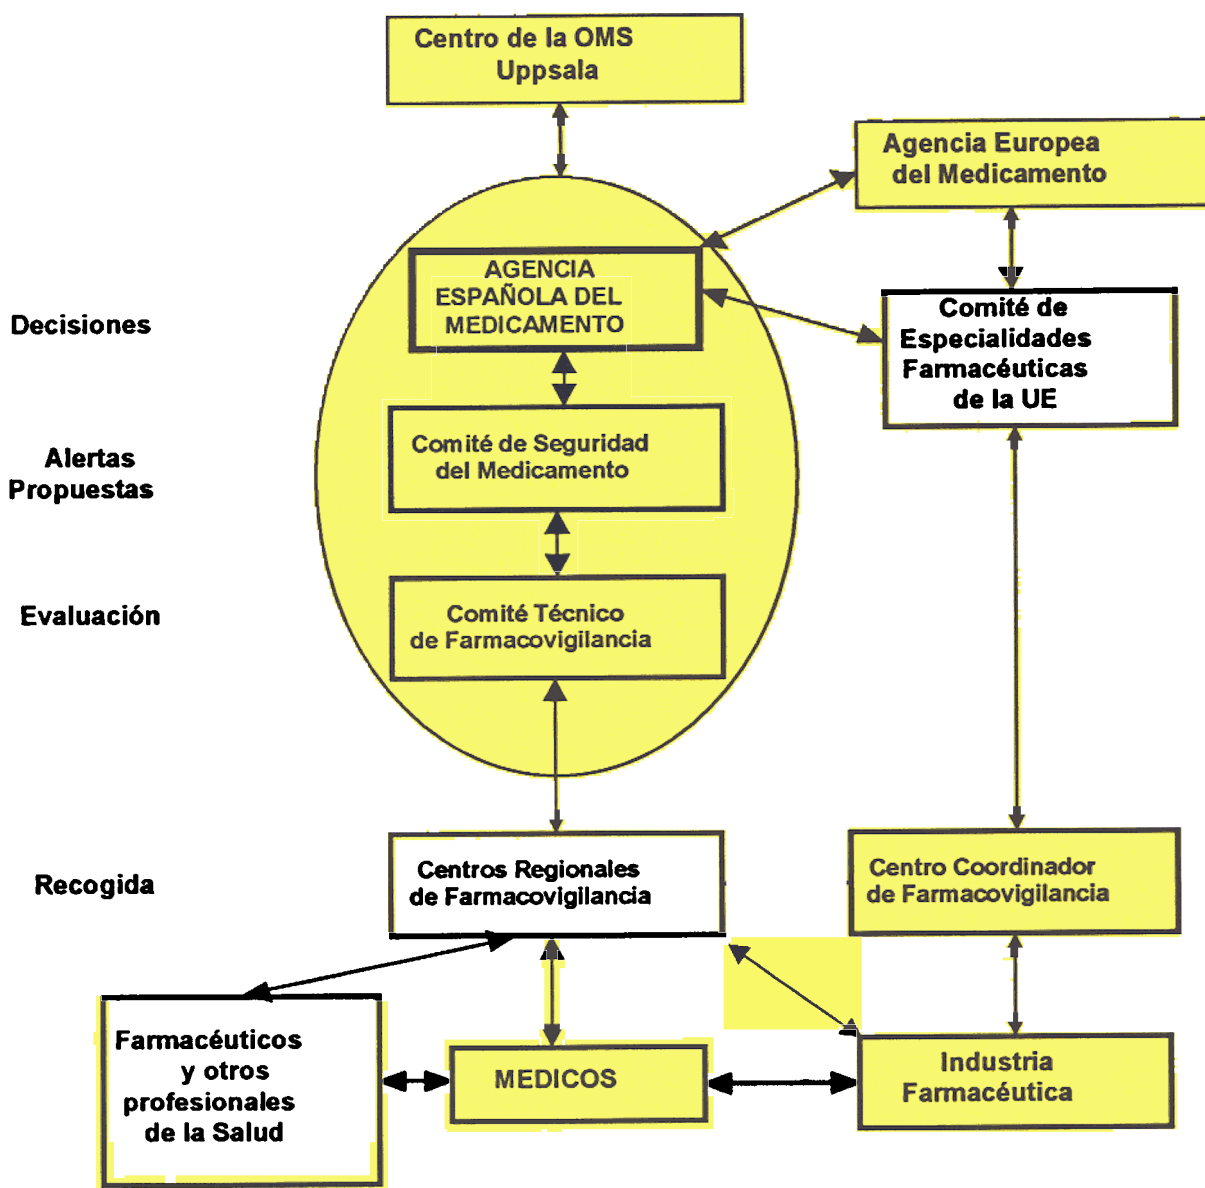 Centro de la OMS
Uppsala
Agencia Europea
del Medicamento
AGENCIA
ESPAÑOLA DEL
MEDICAMENTO
Decisiones
Comité de
Especialidades
Farmacéuticas
de la UE
Alertas
Propuestas
Comité de Seguridad
del Medicamento
Evaluación
Comité Técnico
de Farmacovigilancia
Recogida
Centros Regionales
de Farmacovigilancia
Centro Coordinador
de Farmacovigilancia
Farmacéuticos
y otros
profesionales
de la Salud
MEDICOS
Industria
Farmacéutica